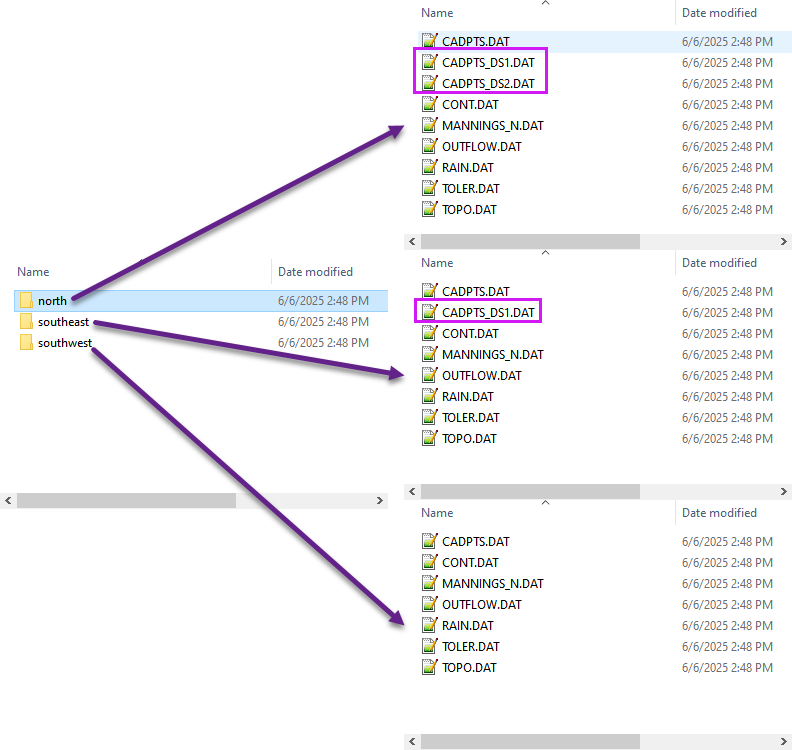 Name Date modified
north 6/6/2025 2:48 PM
southeast 6/6/2025 2:48 PM
southwest 6/6/2025 2:48 PM
Name Date modified
CADPTS.DAT 6/6/2025 2:48 PM
CADPTS_DS1.DAT 6/6/2025 2:48 PM
CADPTS_DS2.DAT 6/6/2025 2:48 PM
CONT.DAT 6/6/2025 2:48 PM
MANNINGS_N.DAT 6/6/2025 2:48 PM
OUTFLOW.DAT 6/6/2025 2:48 PM
RAIN.DAT 6/6/2025 2:48 PM
TOLER.DAT 6/6/2025 2:48 PM
TOPO.DAT 6/6/2025 2:48 PM
Name Date modified
CADPTS.DAT 6/6/2025 2:48 PM
CADPTS_DS1.DAT 6/6/2025 2:48 PM
CONT.DAT 6/6/2025 2:48 PM
MANNINGS_N.DAT 6/6/2025 2:48 PM
OUTFLOW.DAT 6/6/2025 2:48 PM
RAIN.DAT 6/6/2025 2:48 PM
TOLER.DAT 6/6/2025 2:48 PM
TOPO.DAT 6/6/2025 2:48 PM
Name Date modified
CADPTS.DAT 6/6/2025 2:48 PM
CONT.DAT 6/6/2025 2:48 PM
MANNINGS_N.DAT 6/6/2025 2:48 PM
OUTFLOW.DAT 6/6/2025 2:48 PM
RAIN.DAT 6/6/2025 2:48 PM
TOLER.DAT 6/6/2025 2:48 PM
TOPO.DAT 6/6/2025 2:48 PM